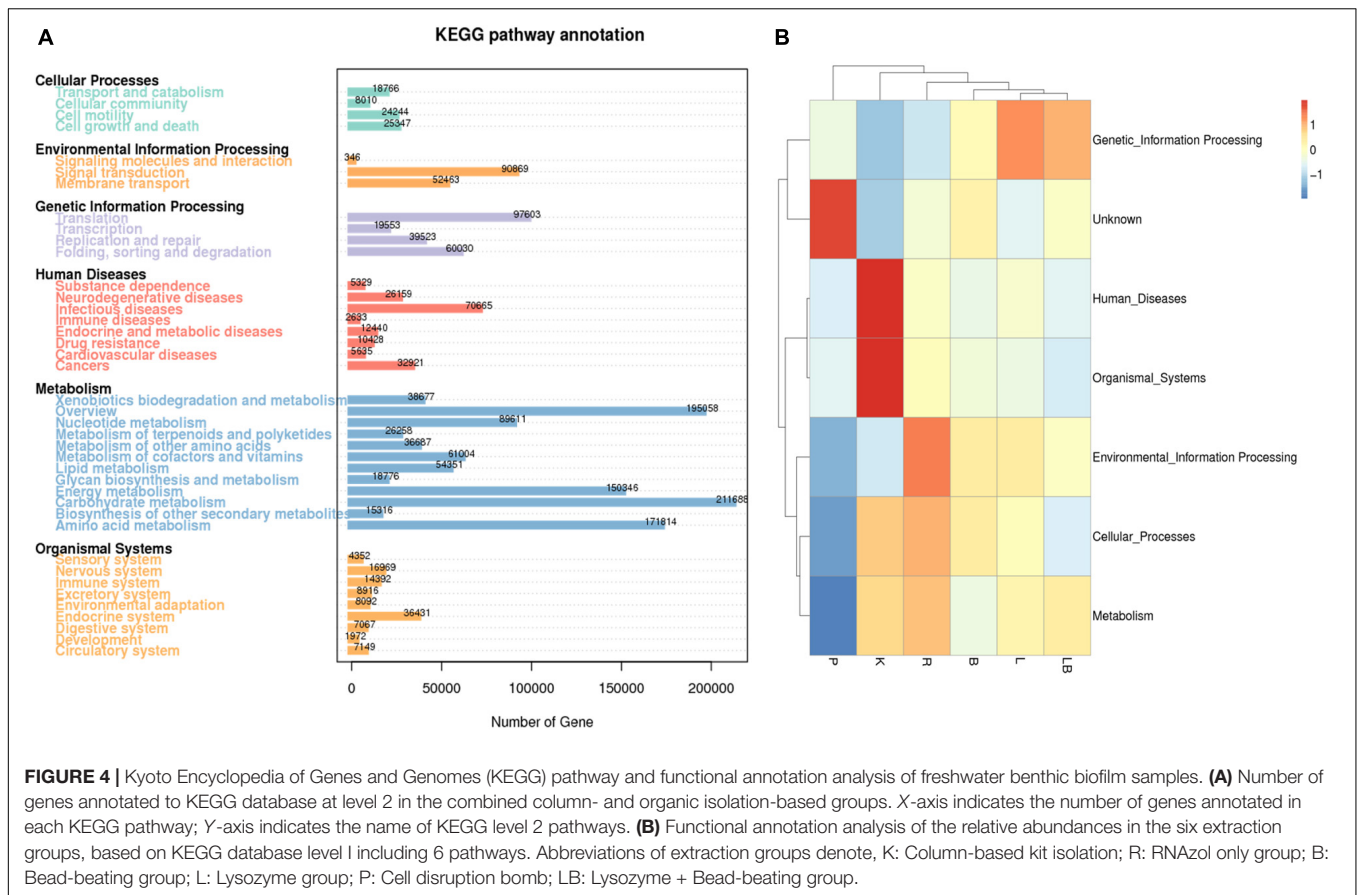 A
KEGG pathway annotation
Cellular Processes
Transport and catabolism 18766
Cellular commiunity 8010
Cell motility 24244
Cell growth and death 25347
Environmental Information Processing
Signaling molecules and interaction 346
Signal transduction 90869
Membrane transport 52463
Genetic Information Processing
Translation 97603
Transcription 19553
Replication and repair 39523
Folding, sorting and degradation 60030
Human Diseases
Substance dependence 5329
Neurodegenerative diseases 26159
Infectious diseases 70665
Immune diseases 2633
Endocrine and metabolic diseases 12440
Drug resistance 10428
Cardiovascular diseases 5635
Cancers 32921
Metabolism
Xenobiotics biodegradation and metabolism 38677
Overview 195058
Nucleotide metabolism 89611
Metabolism of terpenoids and polyketides 26258
Metabolism of other amino acids 36687
Metabolism of cofactors and vitamins 61004
Lipid metabolism 54351
Glycan biosynthesis and metabolism 18776
Energy metabolism 150346
Carbohydrate metabolism 211688
Biosynthesis of other secondary metabolites 15316
Amino acid metabolism 171814
Organismal Systems
Sensory system 4352
Nervous system 16969
Immune system 14392
Excretory system 8916
Environmental adaptation 8092
Endocrine system 36431
Digestive system 7067
Development 1972
Circulatory system 7149
0 50000 100000 150000 200000
Number of Gene
B
Genetic_Information Processing
Unknown
Human_Diseases
Organismal_Systems
Environmental_Information Processing
Cellular_Processes
Metabolism
P K R B L LB
1
0
−1
FIGURE 4 | Kyoto Encyclopedia of Genes and Genomes (KEGG) pathway and functional annotation analysis of freshwater benthic biofilm samples. (A) Number of
genes annotated to KEGG database at level 2 in the combined column- and organic isolation-based groups. X-axis indicates the number of genes annotated in
each KEGG pathway; Y-axis indicates the name of KEGG level 2 pathways. (B) Functional annotation analysis of the relative abundances in the six extraction
groups, based on KEGG database level I including 6 pathways. Abbreviations of extraction groups denote, K: Column-based kit isolation; R: RNAzol only group; B:
Bead-beating group; L: Lysozyme group; P: Cell disruption bomb; LB: Lysozyme + Bead-beating group.